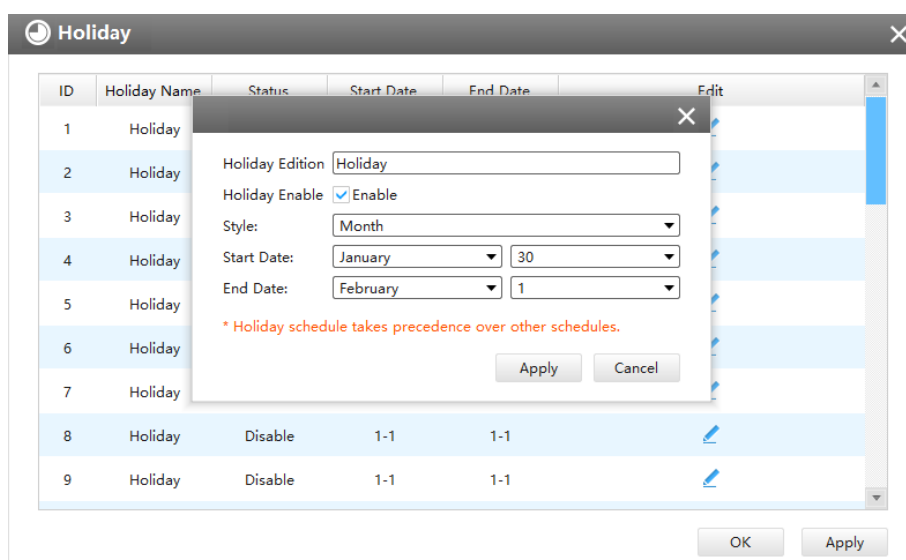 Holiday
ID Holiday Name Status Start Date End Date Edit
1 Holiday
2 Holiday
3 Holiday
4 Holiday
5 Holiday
6 Holiday
7 Holiday
Holiday Edition Holiday
Holiday Enable Enable
Style: Month
Start Date: January 30
End Date: February 1
* Holiday schedule takes precedence over other schedules.
Apply Cancel
8 Holiday Disable 1-1 1-1
9 Holiday Disable 1-1 1-1
OK Apply